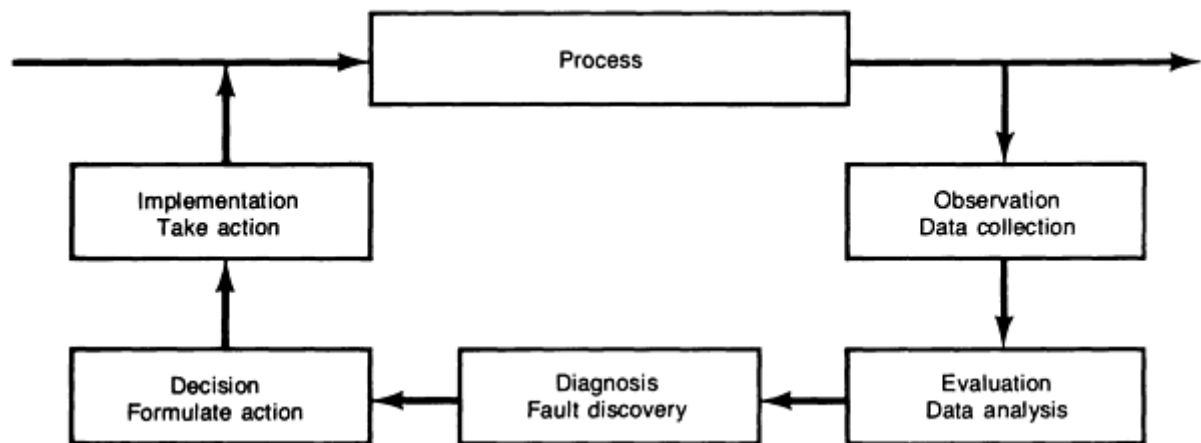 Process
Implementation
Take action
Observation
Data collection
Decision
Formulate action
Diagnosis
Fault discovery
Evaluation
Data analysis